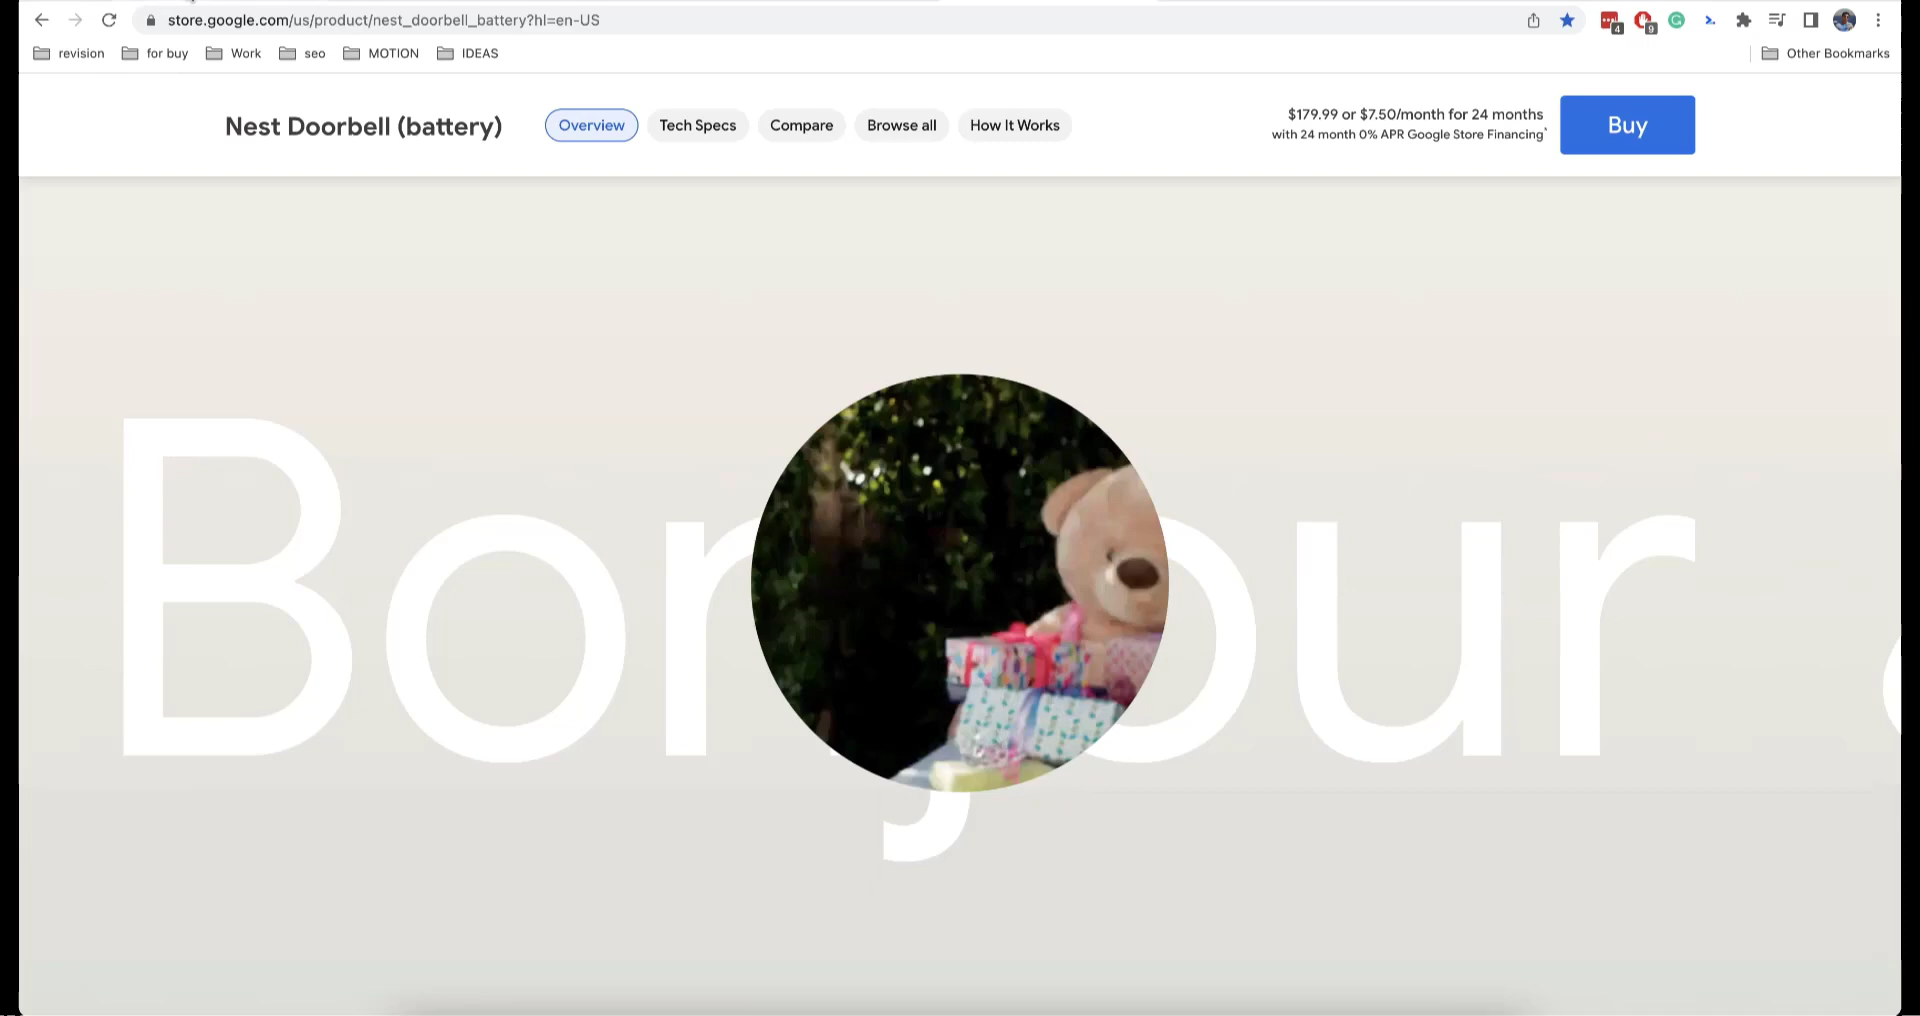 store.google.com/us/product/nest_doorbell_battery?hl=en-US
4
9
revision
for buy
Work
seo
MOTION
IDEAS
Other Bookmarks
Nest Doorbell (battery)
Overview
Tech Specs
Compare
Browse all
How It Works
$179.99 or $7.50/month for 24 months
with 24 month 0% APR Google Store Financing*
Buy
Bonjour